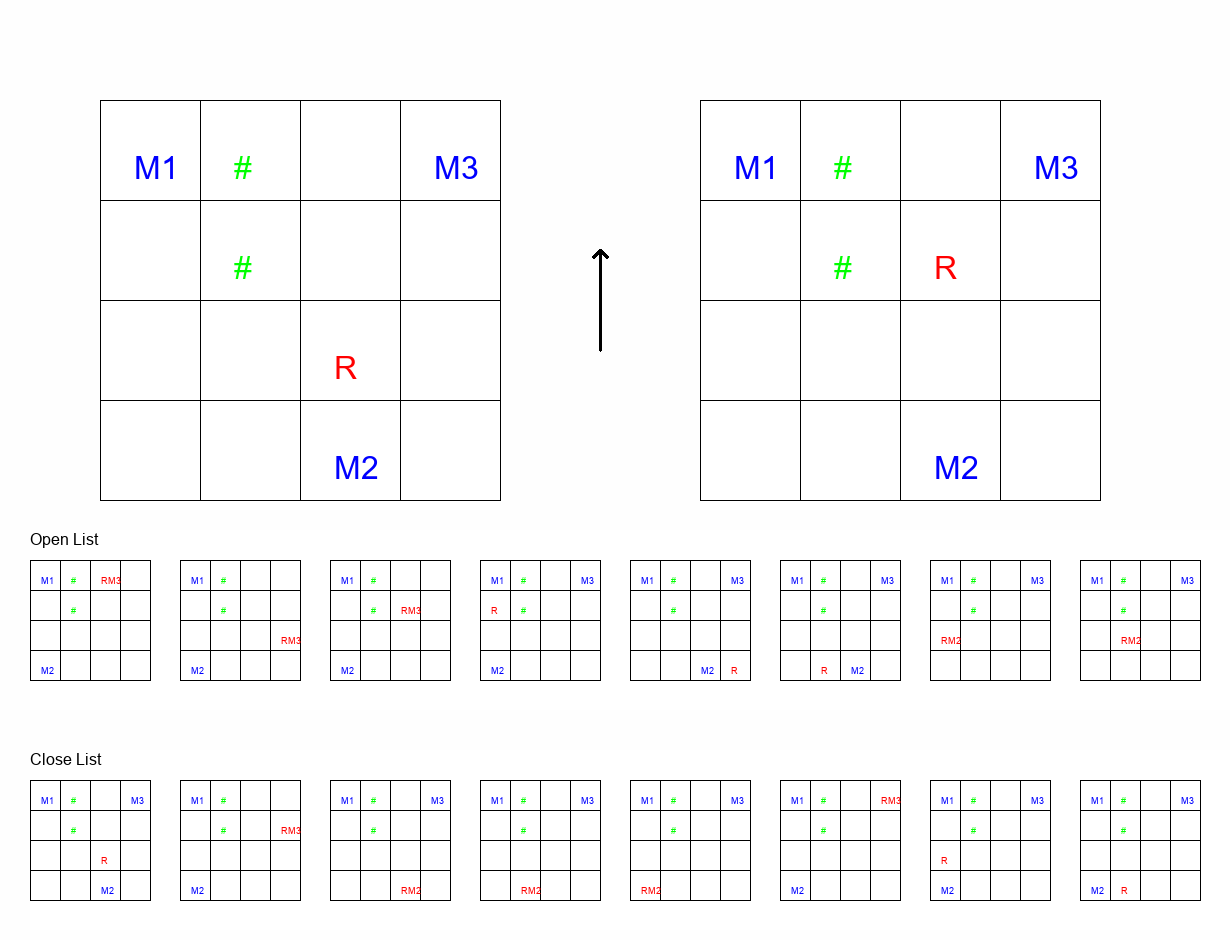 M1 # M3 M1 # M3
# # R
R
M2 M2
Open List
M1 # RM3 M1 # M1 # M1 # M3 M1 # M3 M1 # M3 M1 # M3 M1 # M3
# # # RM3 R # # # # #
RM3 RM2 RM2
M2 M2 M2 M2 M2 R R M2
Close List
M1 # M3 M1 # M1 # M3 M1 # M3 M1 # M3 M1 # RM3 M1 # M3 M1 # M3
# # RM3 # # # # # #
R R
M2 M2 RM2 RM2 RM2 M2 M2 M2 R